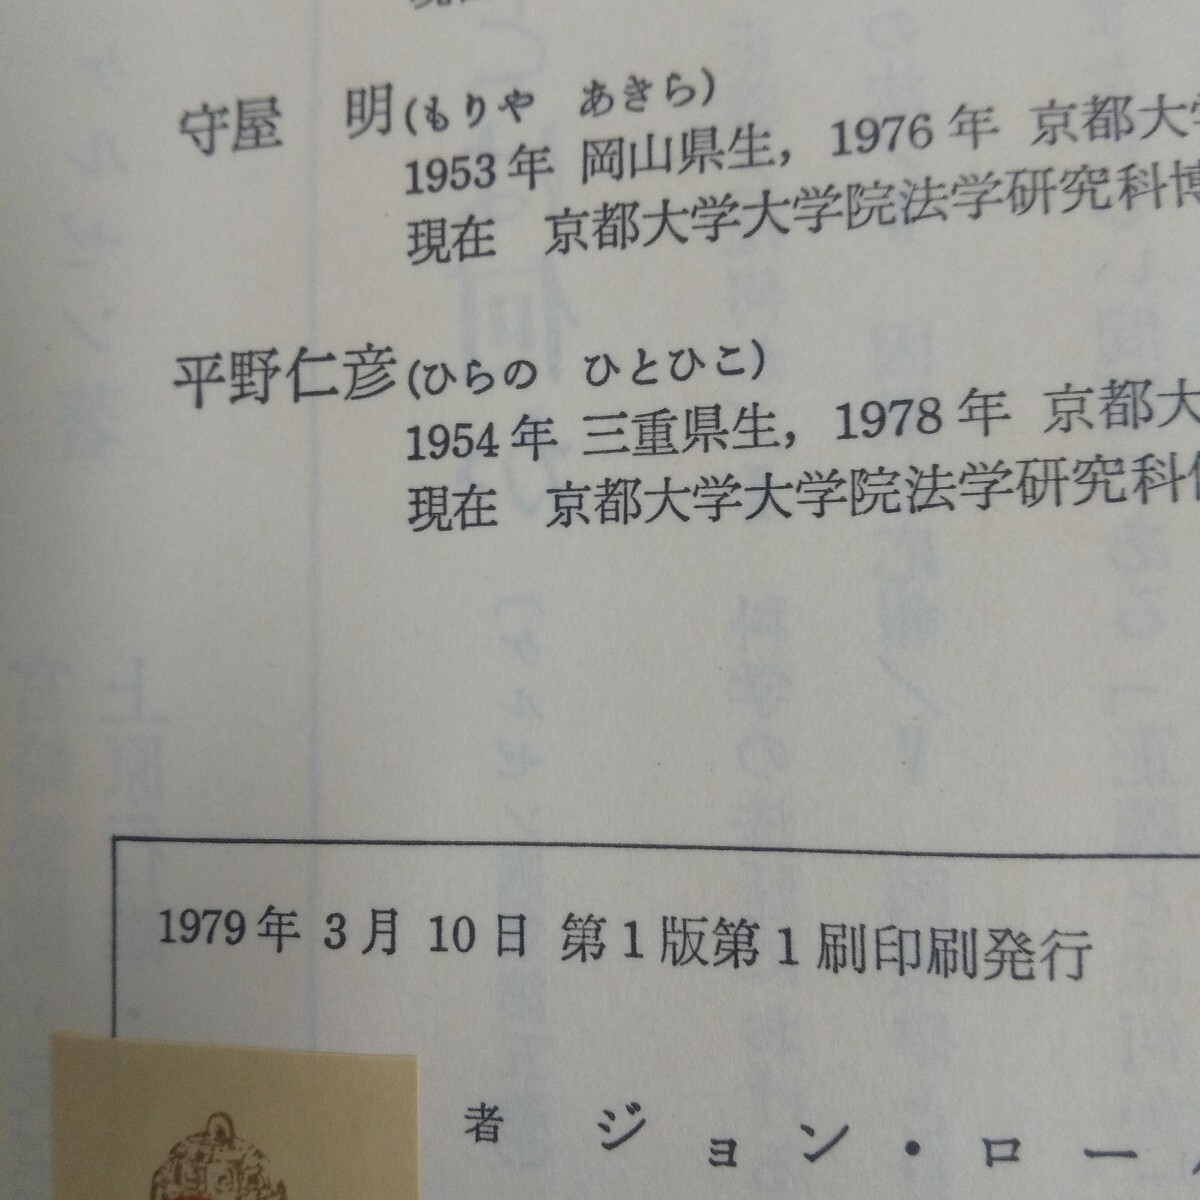 守屋　明(もりや　あきら)
1953年 岡山県生，1976年 京都大学
現在　京都大学大学院法学研究科博
平野仁彦(ひらの　ひとひこ)
1954年 三重県生，1978年 京都大
現在　京都大学大学院法学研究科
1979年 3月 10日 第1版第1刷印刷発行
者　ジョン・ロー